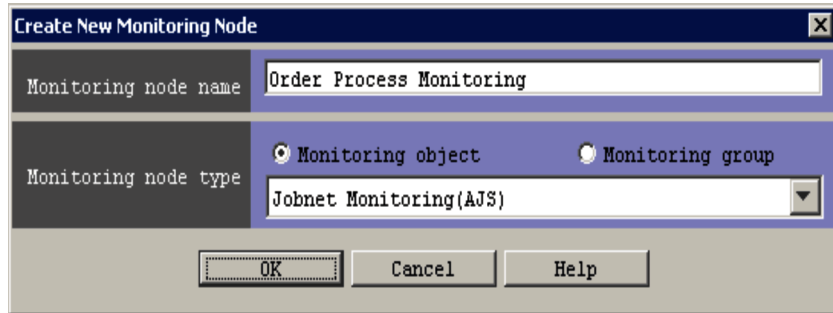 Create New Monitoring Node
Monitoring node name
Order Process Monitoring
Monitoring node type
Monitoring object
Monitoring group
Jobnet Monitoring(AJS)
OK
Cancel
Help